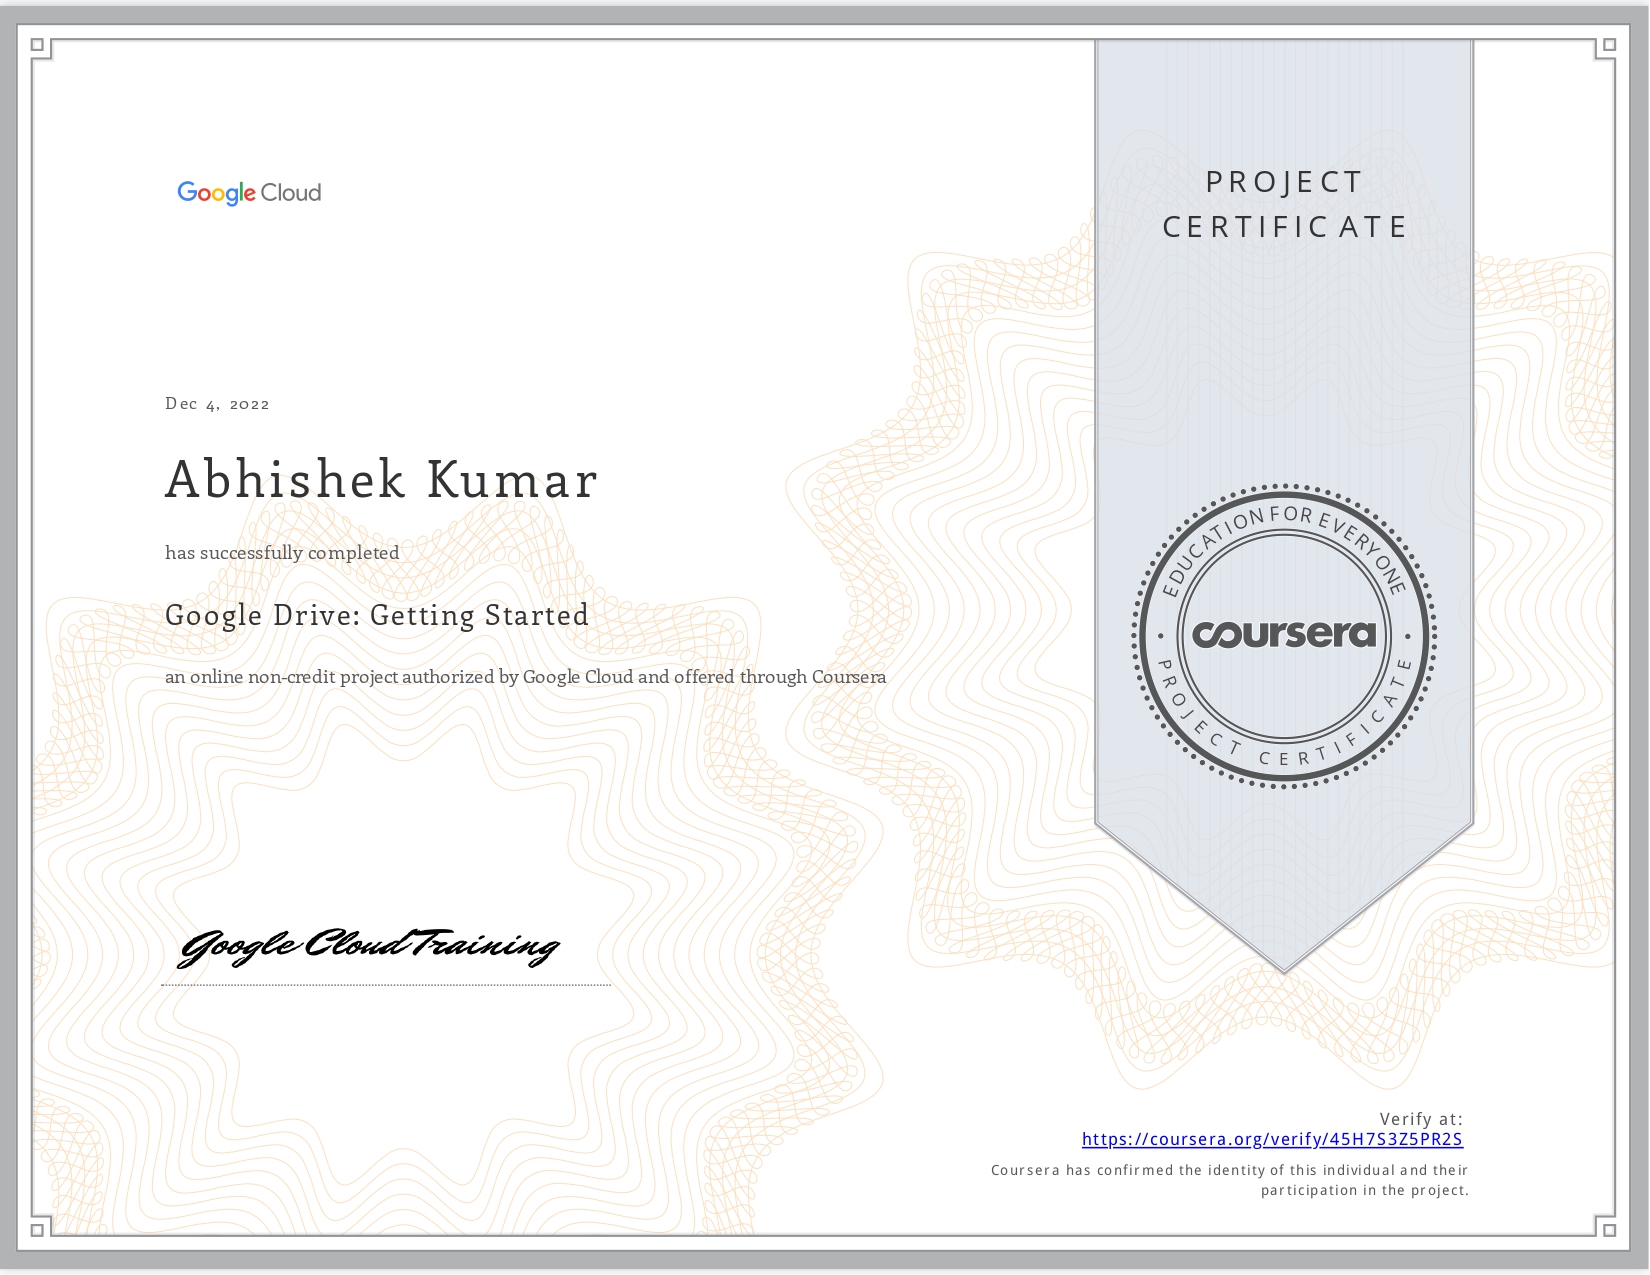 Google Cloud
PROJECT
CERTIFICATE
Dec 4, 2022
Abhishek Kumar
has successfully completed
Google Drive: Getting Started
an online non-credit project authorized by Google Cloud and offered through Coursera
EDUCATION FOR EVERYONE
coursera
PROJECT CERTIFICATE
Google Cloud Training
Verify at:
https://coursera.org/verify/45H7S3Z5PR2S
Coursera has confirmed the identity of this individual and their
participation in the project.